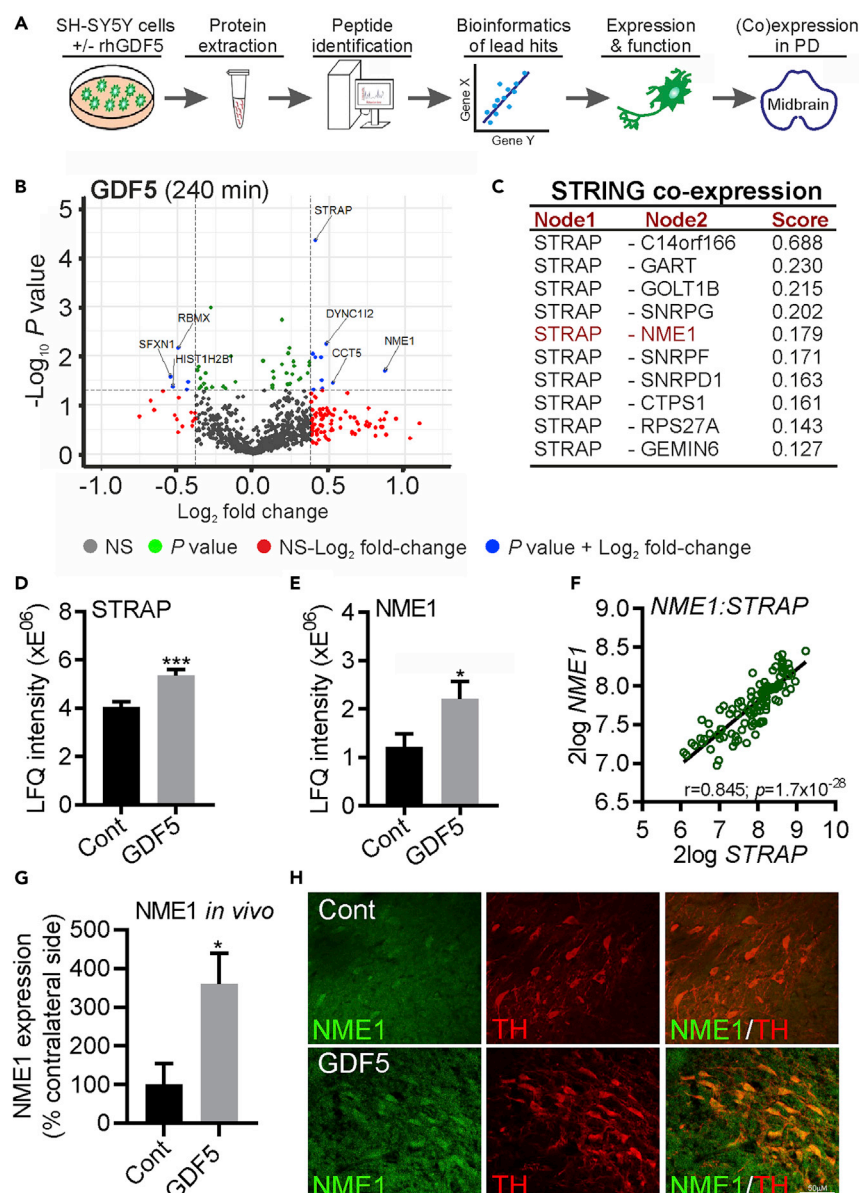 A
SH-SY5Y cells
+/- rhGDF5
Protein
extraction
Peptide
identification
Bioinformatics
of lead hits
Expression
& function
(Co)expression
in PD
Gene X
Gene Y
Midbrain
B
GDF5 (240 min)
-Log10 P value
5
4
3
2
1
0
STRAP
RBMX
DYNC1I2
NME1
SFXN1
HIST1H2BI
CCT5
-1.0
-0.5
0.0
0.5
1.0
Log2 fold change
NS
P value
NS-Log2 fold-change
P value + Log2 fold-change
C
STRING co-expression
Node1 Node2 Score
STRAP - C14orf166 0.688
STRAP - GART 0.230
STRAP - GOLT1B 0.215
STRAP - SNRPG 0.202
STRAP - NME1 0.179
STRAP - SNRPF 0.171
STRAP - SNRPD1 0.163
STRAP - CTPS1 0.161
STRAP - RPS27A 0.143
STRAP - GEMIN6 0.127
D
STRAP
LFQ intensity (xE06)
8
6
4
2
0
***
Cont
GDF5
E
NME1
LFQ intensity (xE06)
4
3
2
1
0
*
Cont
GDF5
F
NME1:STRAP
2log NME1
9.0
8.5
8.0
7.5
7.0
6.5
r=0.845; p=1.7x10-28
5 6 7 8 9 10
2log STRAP
G
NME1 in vivo
NME1 expression
(% contralateral side)
500
400
300
200
100
0
*
Cont
GDF5
H
Cont
NME1
TH
NME1/TH
GDF5
NME1
TH
NME1/TH
50µM